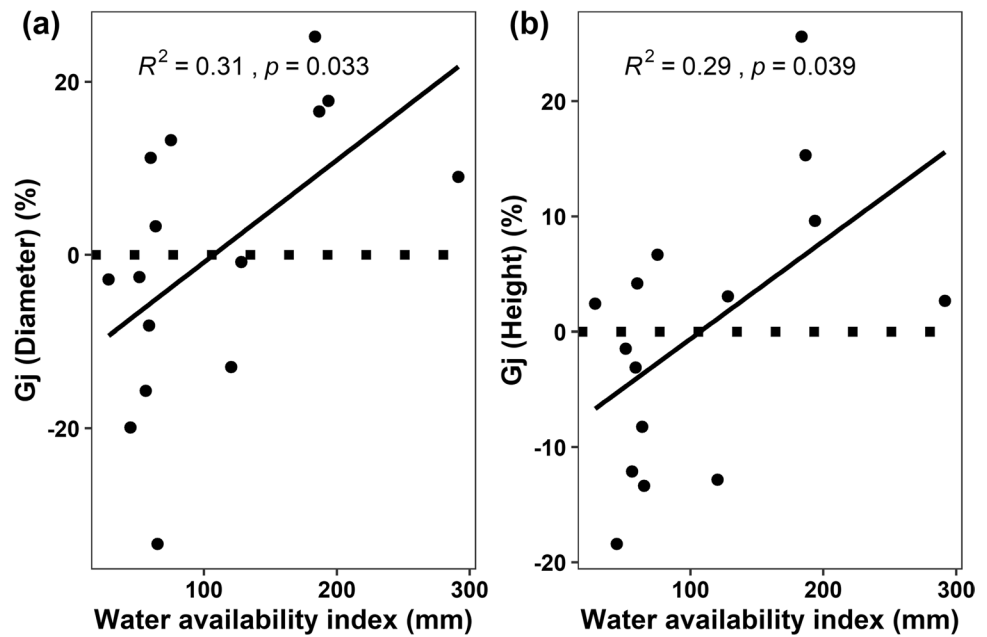 (a)
R² = 0.31 , p = 0.033
20
0
-20
Gj (Diameter) (%)
100
200
300
Water availability index (mm)
(b)
R² = 0.29 , p = 0.039
20
10
0
-10
-20
Gj (Height) (%)
100
200
300
Water availability index (mm)